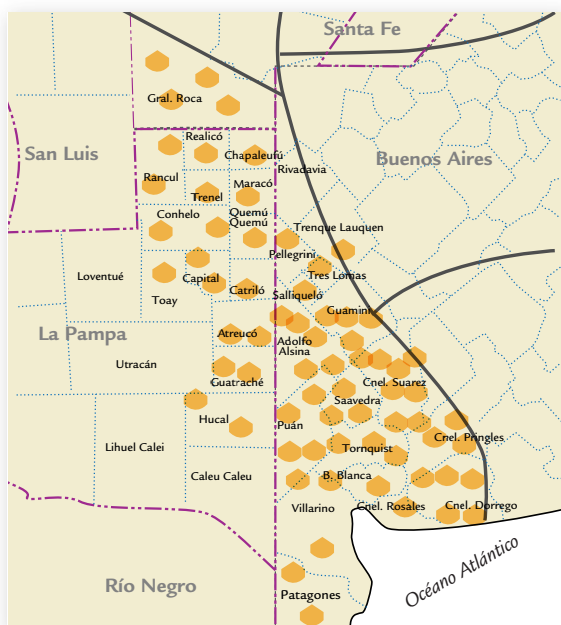 Santa Fe
Gral. Roca
Realicó
San Luis
Chapaleufú
Buenos Aires
Rivadavia
Rancul
Maracó
Trenel
Conhelo
Quemú
Quemú
Trenque Lauquen
Pellegrini
Loventué
Capital
Tres Lomas
Catriló
Salliqueló
Toay
Guaminí
La Pampa
Atreucó
Adolfo
Alsina
Utracán
Guatraché
Cnel. Suarez
Saavedra
Hucal
Puán
Cnel. Pringles
Lihuel Calei
Tornquist
Caleu Caleu
B. Blanca
Villarino
Cnel. Rosales
Cnel. Dorrego
Océano Atlántico
Río Negro
Patagones